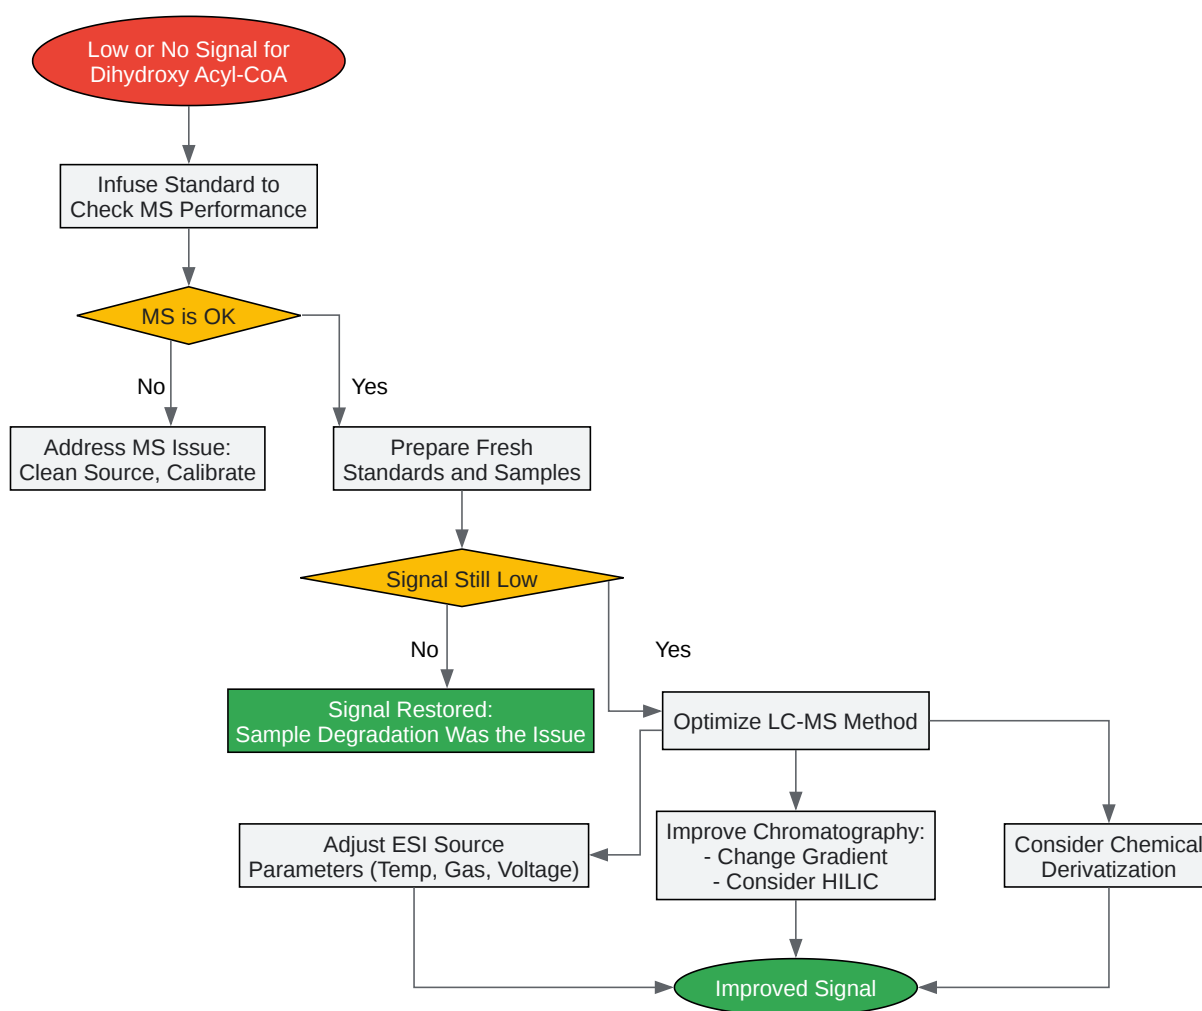 Low or No Signal for
Dihydroxy Acyl-CoA
Infuse Standard to
Check MS Performance
MS is OK
No
Yes
Address MS Issue:
Clean Source, Calibrate
Prepare Fresh
Standards and Samples
Signal Still Low
No
Yes
Signal Restored:
Sample Degradation Was the Issue
Optimize LC-MS Method
Adjust ESI Source
Parameters (Temp, Gas, Voltage)
Improve Chromatography:
- Change Gradient
- Consider HILIC
Consider Chemical
Derivatization
Improved Signal